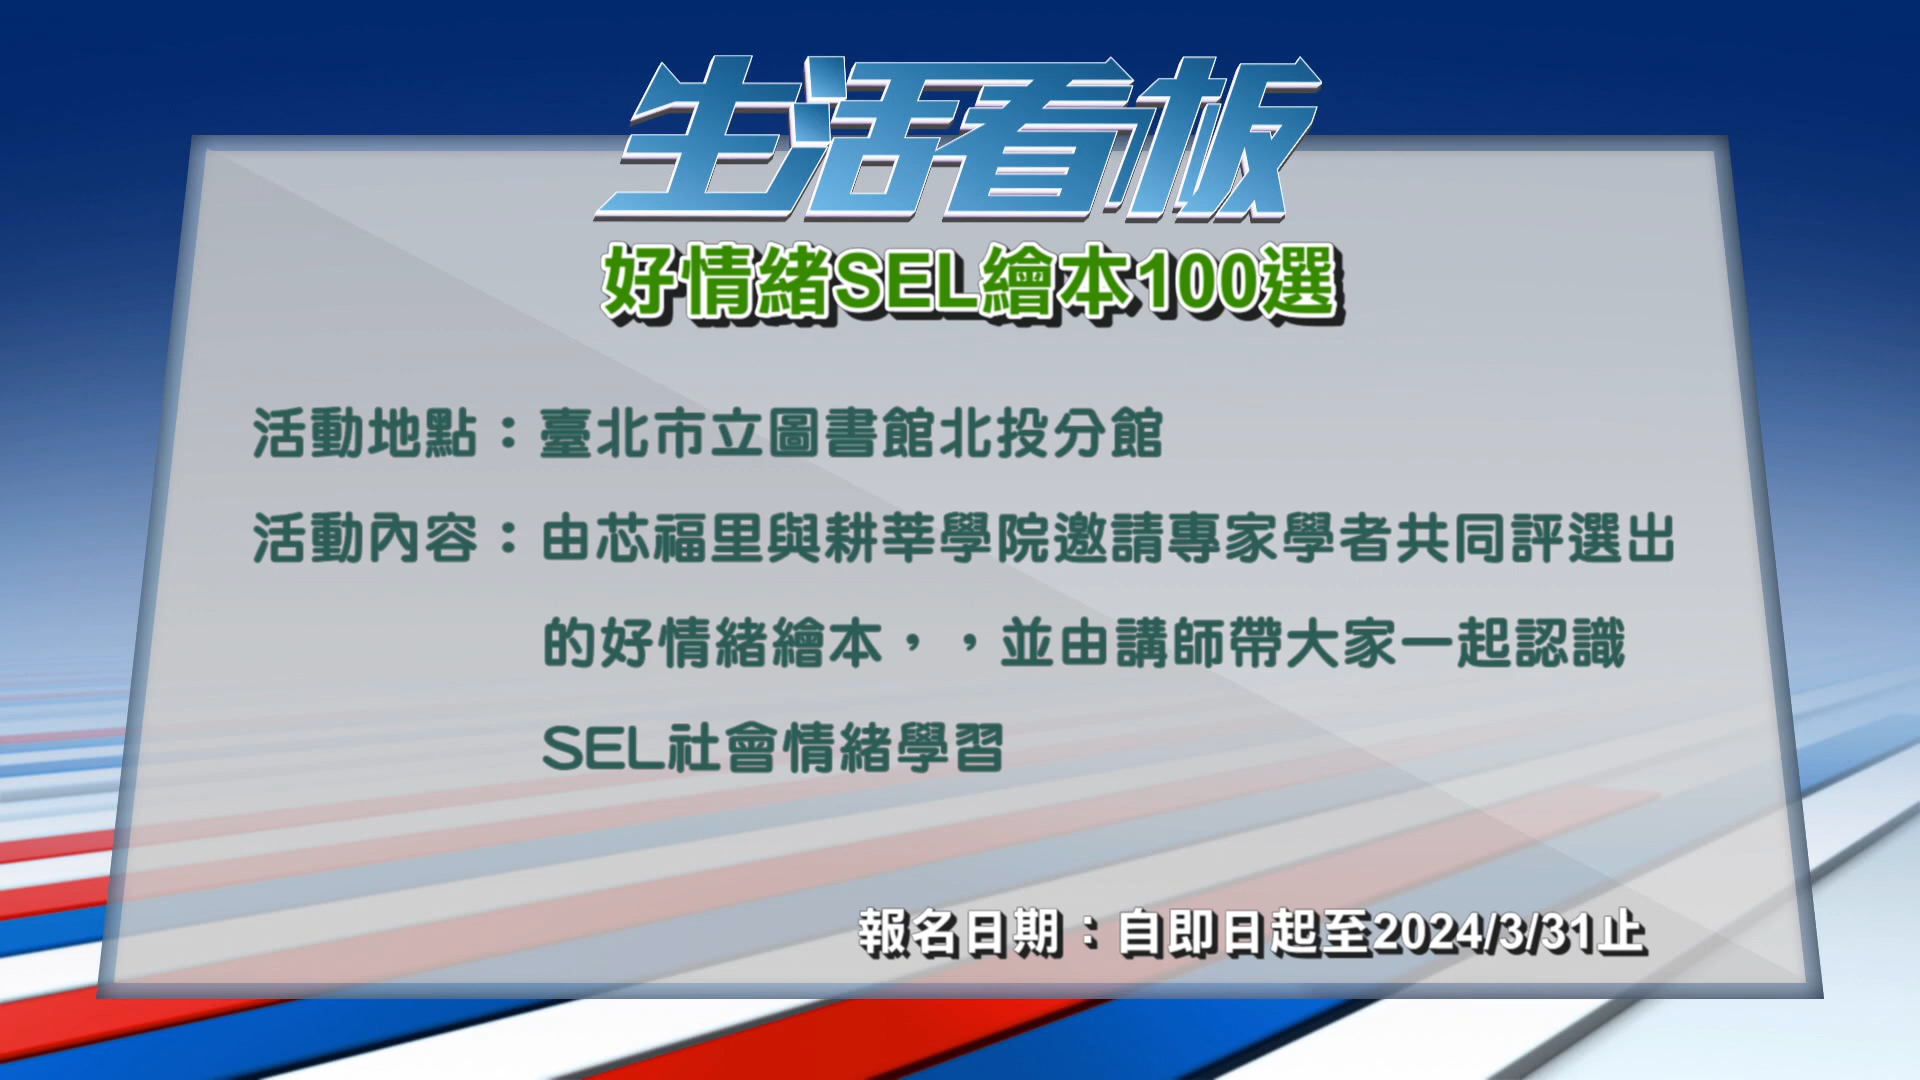 生活看板
好情緒SEL繪本100選
活動地點：臺北市立圖書館北投分館
活動內容：由芯福里與耕莘學院邀請專家學者共同評選出
的好情緒繪本，，並由講師帶大家一起認識
SEL社會情緒學習
報名日期：自即日起至2024/3/31止